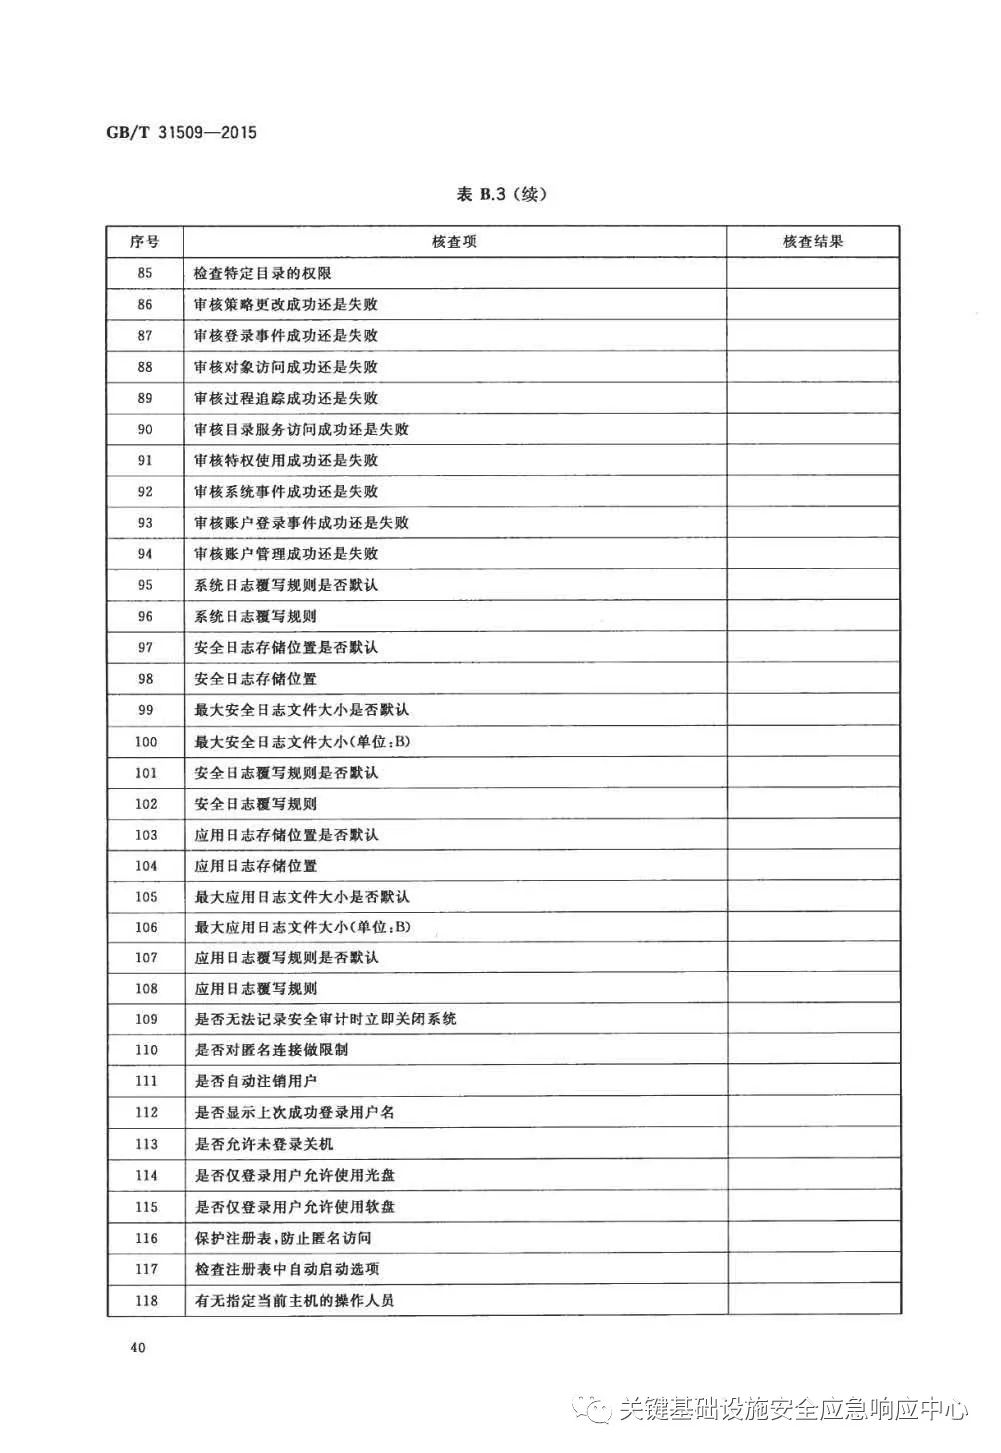 GB/T 31509—2015
表 B.3（续）
序号 核查项 核查结果
85 检查特定目录的权限
86 审核策略更改成功还是失败
87 审核登录事件成功还是失败
88 审核对象访问成功还是失败
89 审核过程追踪成功还是失败
90 审核目录服务访问成功还是失败
91 审核特权使用成功还是失败
92 审核系统事件成功还是失败
93 审核账户登录事件成功还是失败
94 审核账户管理成功还是失败
95 系统日志覆写规则是否默认
96 系统日志覆写规则
97 安全日志存储位置是否默认
98 安全日志存储位置
99 最大安全日志文件大小是否默认
100 最大安全日志文件大小(单位:B)
101 安全日志覆写规则是否默认
102 安全日志覆写规则
103 应用日志存储位置是否默认
104 应用日志存储位置
105 最大应用日志文件大小是否默认
106 最大应用日志文件大小(单位:B)
107 应用日志覆写规则是否默认
108 应用日志覆写规则
109 是否无法记录安全审计时立即关闭系统
110 是否对匿名连接做限制
111 是否自动注销用户
112 是否显示上次成功登录用户名
113 是否允许未登录关机
114 是否仅登录用户允许使用光盘
115 是否仅登录用户允许使用软盘
116 保护注册表,防止匿名访问
117 检查注册表中自动启动选项
118 有无指定当前主机的操作人员
40
关键基础设施安全应急响应中心